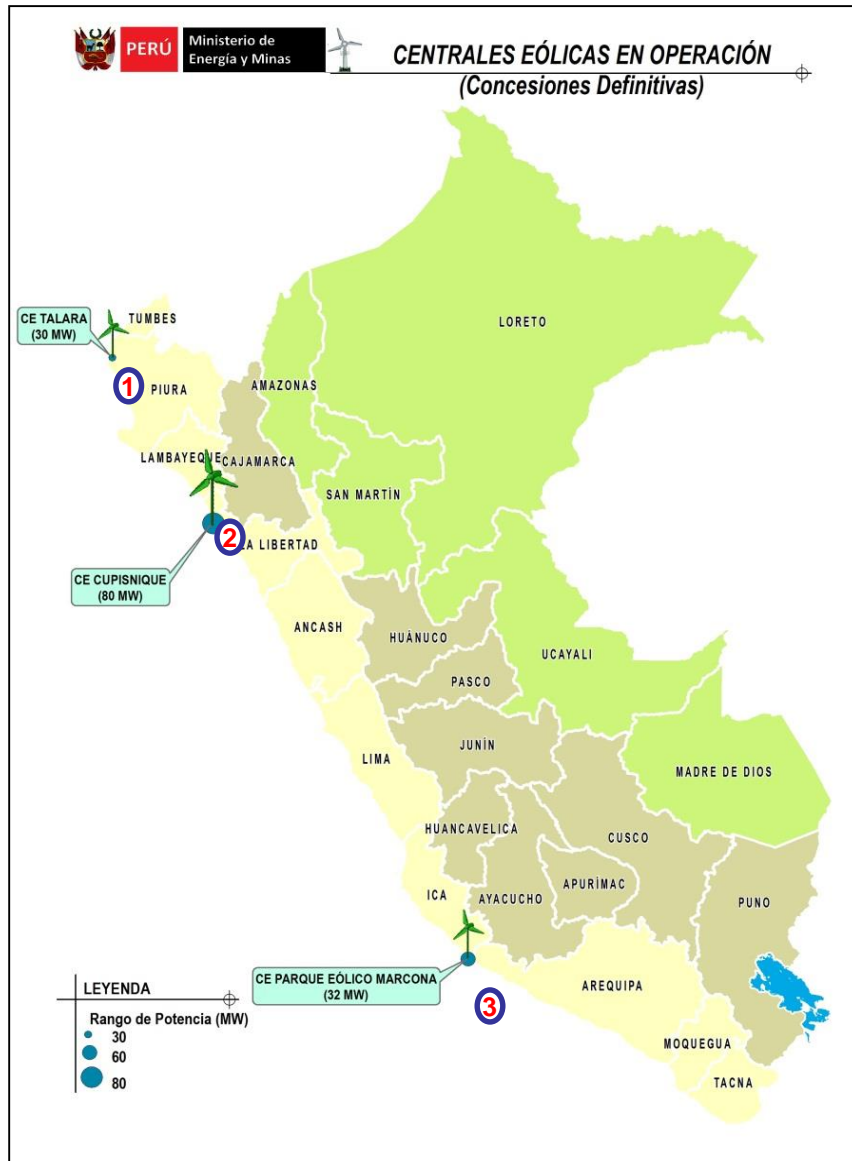 PERÚ
Ministerio de
Energía y Minas
CENTRALES EÓLICAS EN OPERACIÓN
(Concesiones Definitivas)
LORETO
TUMBES
CE TALARA
(30 MW)
1
PIURA
AMAZONAS
LAMBAYEQUE
CAJAMARCA
SAN MARTÍN
2
LA LIBERTAD
CE CUPISNIQUE
(80 MW)
ANCASH
HUÀNUCO
UCAYALI
PASCO
JUNÍN
LIMA
MADRE DE DIOS
HUANCAVELICA
CUSCO
APURÌMAC
ICA
AYACUCHO
PUNO
CE PARQUE EÓLICO MARCONA
(32 MW)
3
AREQUIPA
MOQUEGUA
TACNA
LEYENDA
Rango de Potencia (MW)
30
60
80